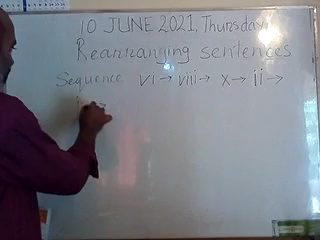 10 JUNE 2021, Thursday
Rearranging sentences
Sequence vi→ viii→ x→ ii→